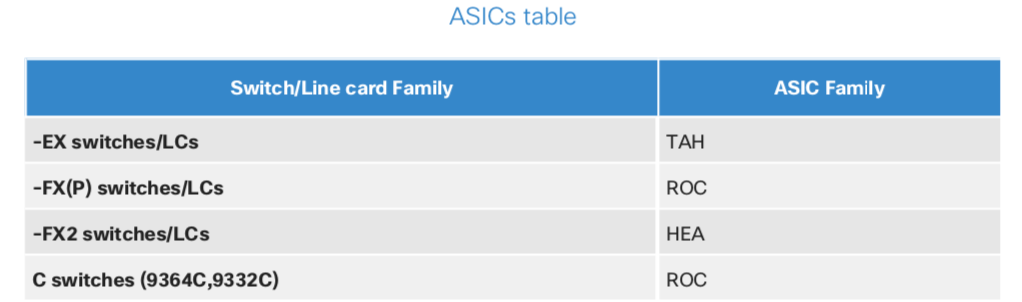 ASICs table
Switch/Line card Family ASIC Family
-EX switches/LCs TAH
-FX(P) switches/LCs ROC
-FX2 switches/LCs HEA
C switches (9364C,9332C) ROC